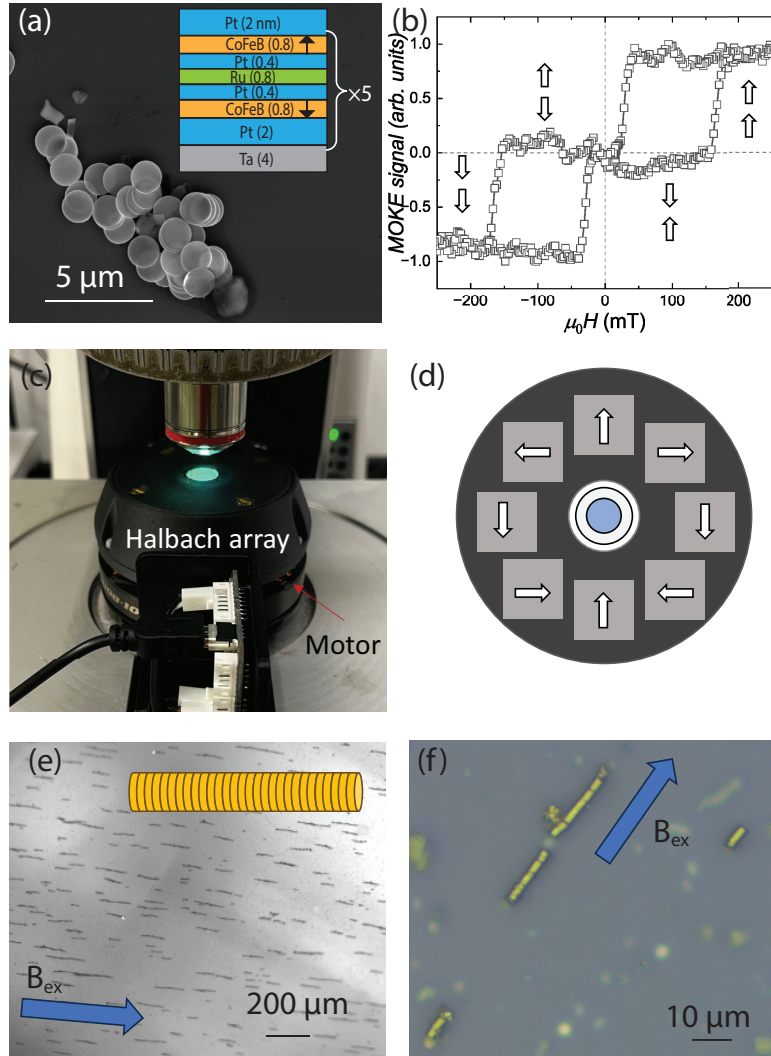 (a)
Pt (2 nm)
CoFeB (0.8)
Pt (0.4)
Ru (0.8)
Pt (0.4)
CoFeB (0.8)
Pt (2)
Ta (4)
×5
5 μm
(b)
MOKE signal (arb. units)
1.0
0.5
0.0
−0.5
−1.0
−200
−100
0
100
200
μ₀H (mT)
(c)
Halbach array
Motor
(d)
(e)
Bₑₓ
200 μm
(f)
Bₑₓ
10 μm